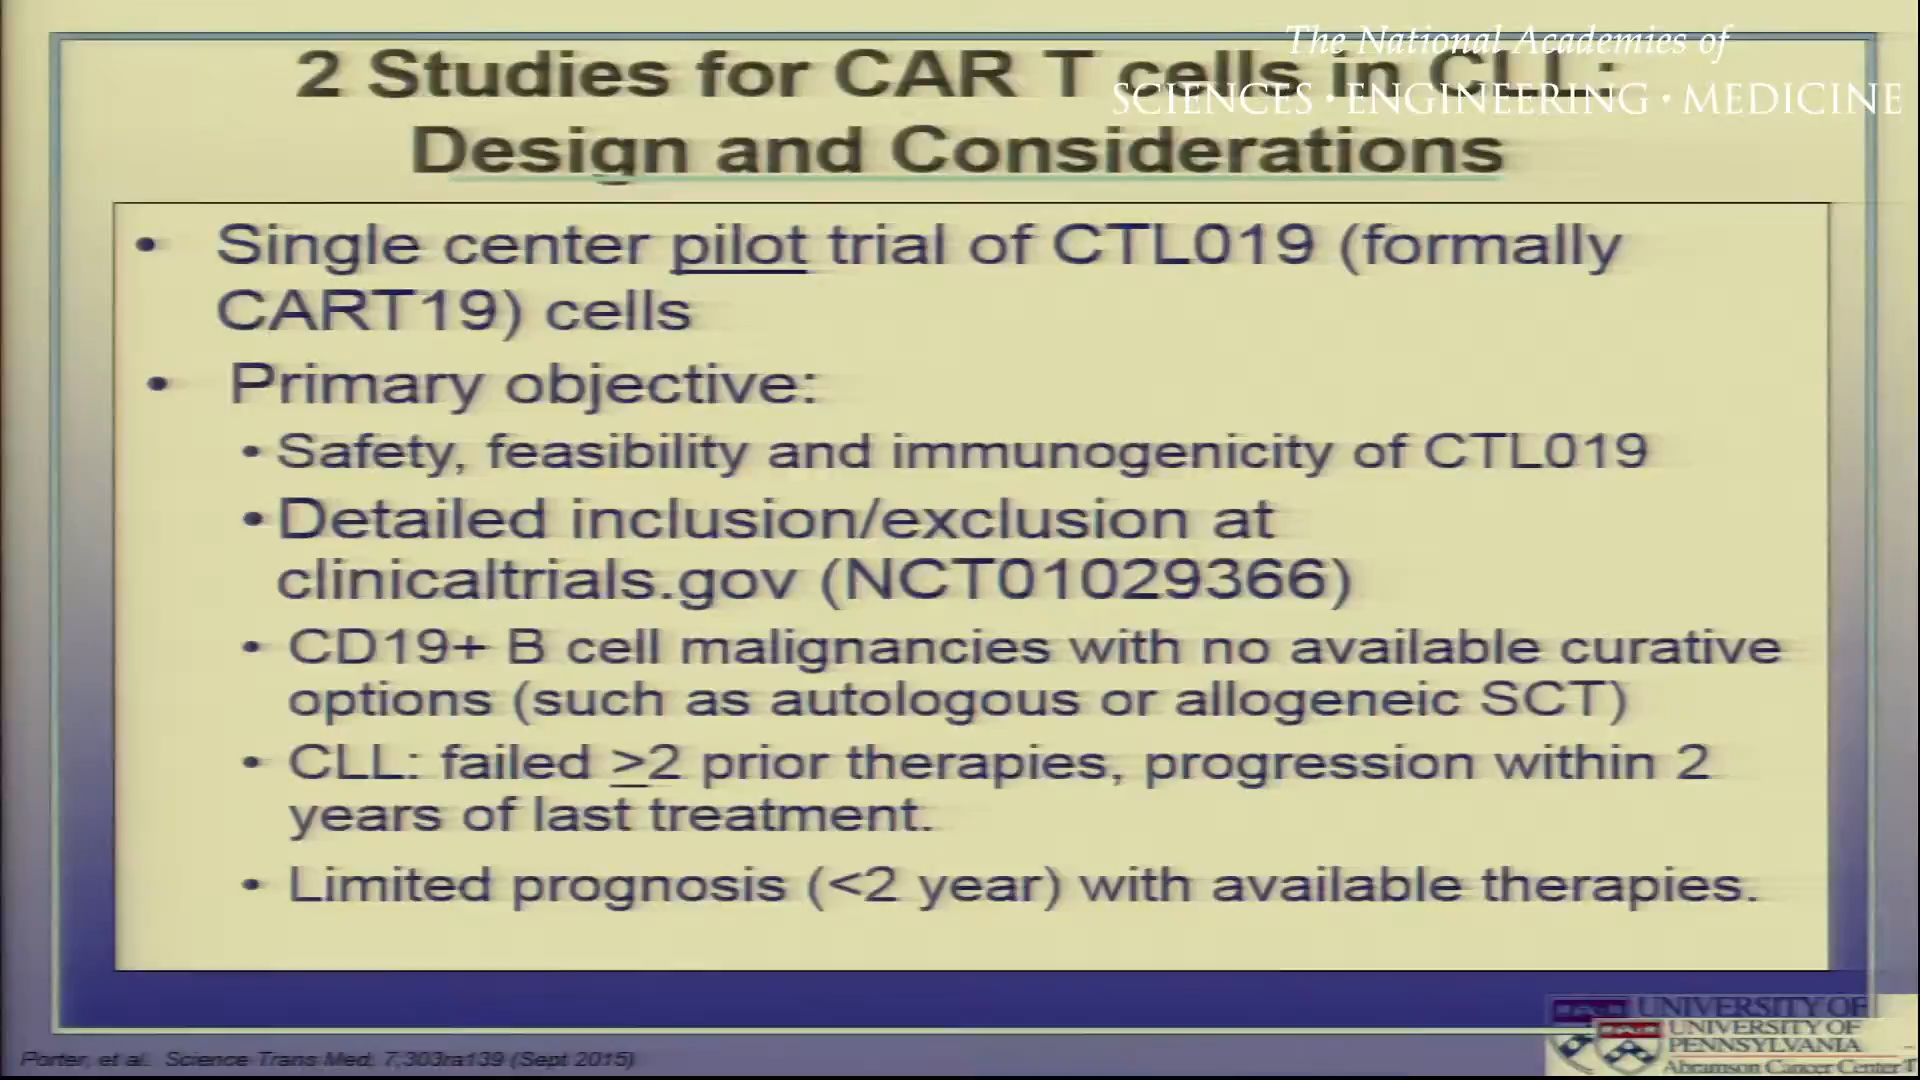 The National Academies of
SCIENCES • ENGINEERING • MEDICINE
2 Studies for CAR T cells in CLL:
Design and Considerations
• Single center pilot trial of CTL019 (formally
CART19) cells
• Primary objective:
• Safety, feasibility and immunogenicity of CTL019
• Detailed inclusion/exclusion at
clinicaltrials.gov (NCT01029366)
• CD19+ B cell malignancies with no available curative
options (such as autologous or allogeneic SCT)
• CLL: failed >2 prior therapies, progression within 2
years of last treatment.
• Limited prognosis (<2 year) with available therapies.
UNIVERSITY OF
UNIVERSITY OF
PENNSYLVANIA
Abramson Cancer Center
Porter, et al. Science Trans Med. 7;303ra139 (Sept 2015)